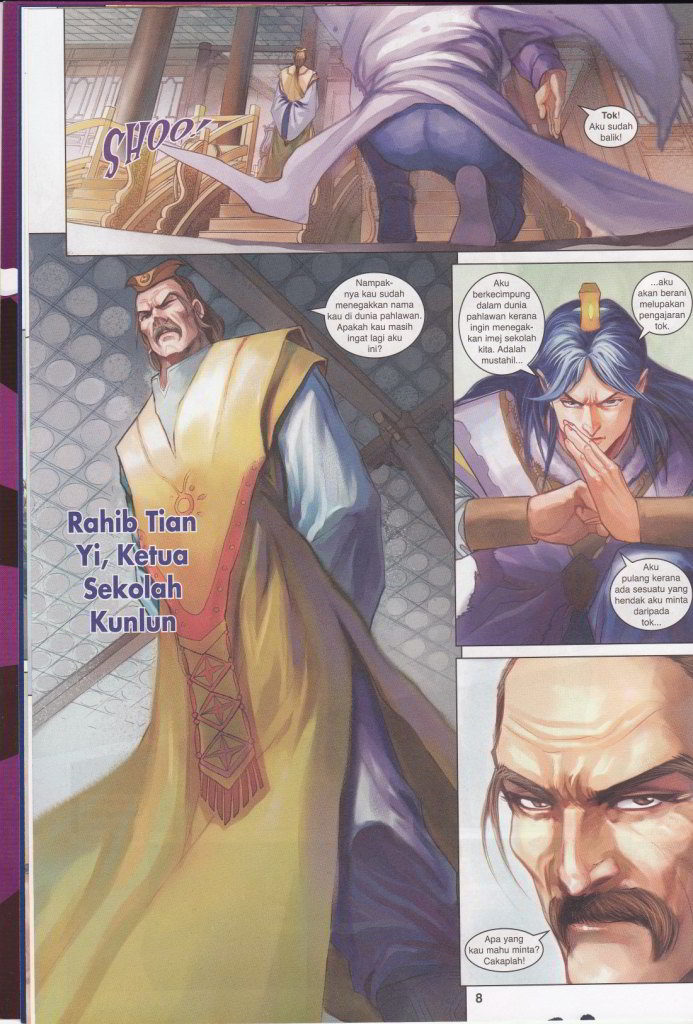 SHOO!
Tok!
Aku sudah
balik!
Nampak-
nya kau sudah
menegakkan nama
kau di dunia pahlawan.
Apakah kau masih
ingat lagi aku
ini?
Rahib Tian
Yi, Ketua
Sekolah
Kunlun
Aku
berkecimpung
dalam dunia
pahlawan kerana
ingin menegak-
kan imej sekolah
kita. Adalah
mustahil...
...aku
akan berani
melupakan
pengajaran
tok.
Aku
pulang kerana
ada sesuatu yang
hendak aku minta
daripada
tok...
Apa yang
kau mahu minta?
Cakaplah!
8